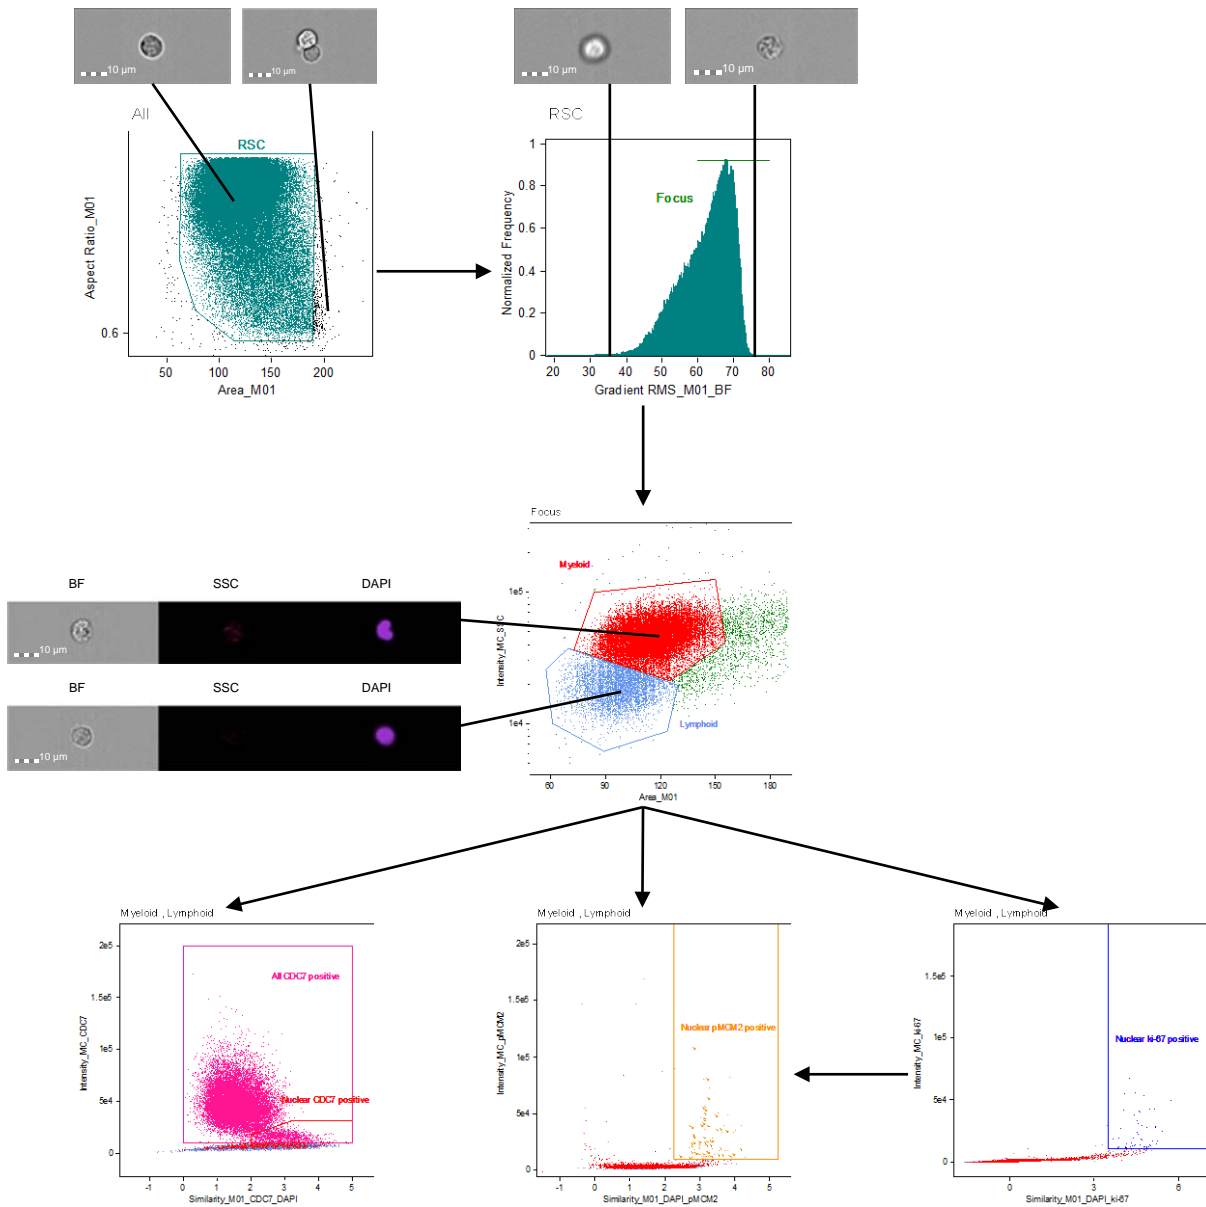 10 µm
10 µm
10 µm
10 µm
All
RSC
Aspect Ratio_M01
0.6
50 100 150 200
Area_M01
RSC
Focus
Normalized Frequency
1
0.8
0.6
0.4
0.2
0
20 30 40 50 60 70 80
Gradient RMS_M01_BF
Focus
Myeloid
Lymphoid
Intensity_MC_SSC
1e5
1e4
60 90 120 150 180
Area_M01
BF SSC DAPI
10 µm
BF SSC DAPI
10 µm
Myeloid , Lymphoid
All CDC7 positive
Nuclear CDC7 positive
Intensity_MC_CDC7
2e5
1.5e5
1e5
5e4
0
-1 0 1 2 3 4 5
Similarity_M01_CDC7_DAPI
Myeloid , Lymphoid
Nuclear pMCM2 positive
Intensity_MC_pMCM2
2e5
1.5e5
1e5
5e4
0
-1 0 1 2 3 4 5
Similarity_M01_DAPI_pMCM2
Myeloid , Lymphoid
Nuclear ki-67 positive
Intensity_MC_ki-67
1.5e5
1e5
5e4
0
0 3 6
Similarity_M01_DAPI_ki-67